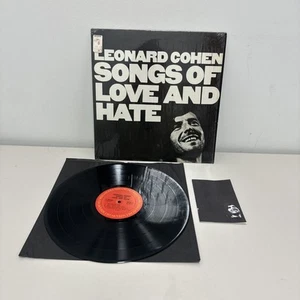 LEONARD COHEN
SONGS OF
LOVE AND
HATE